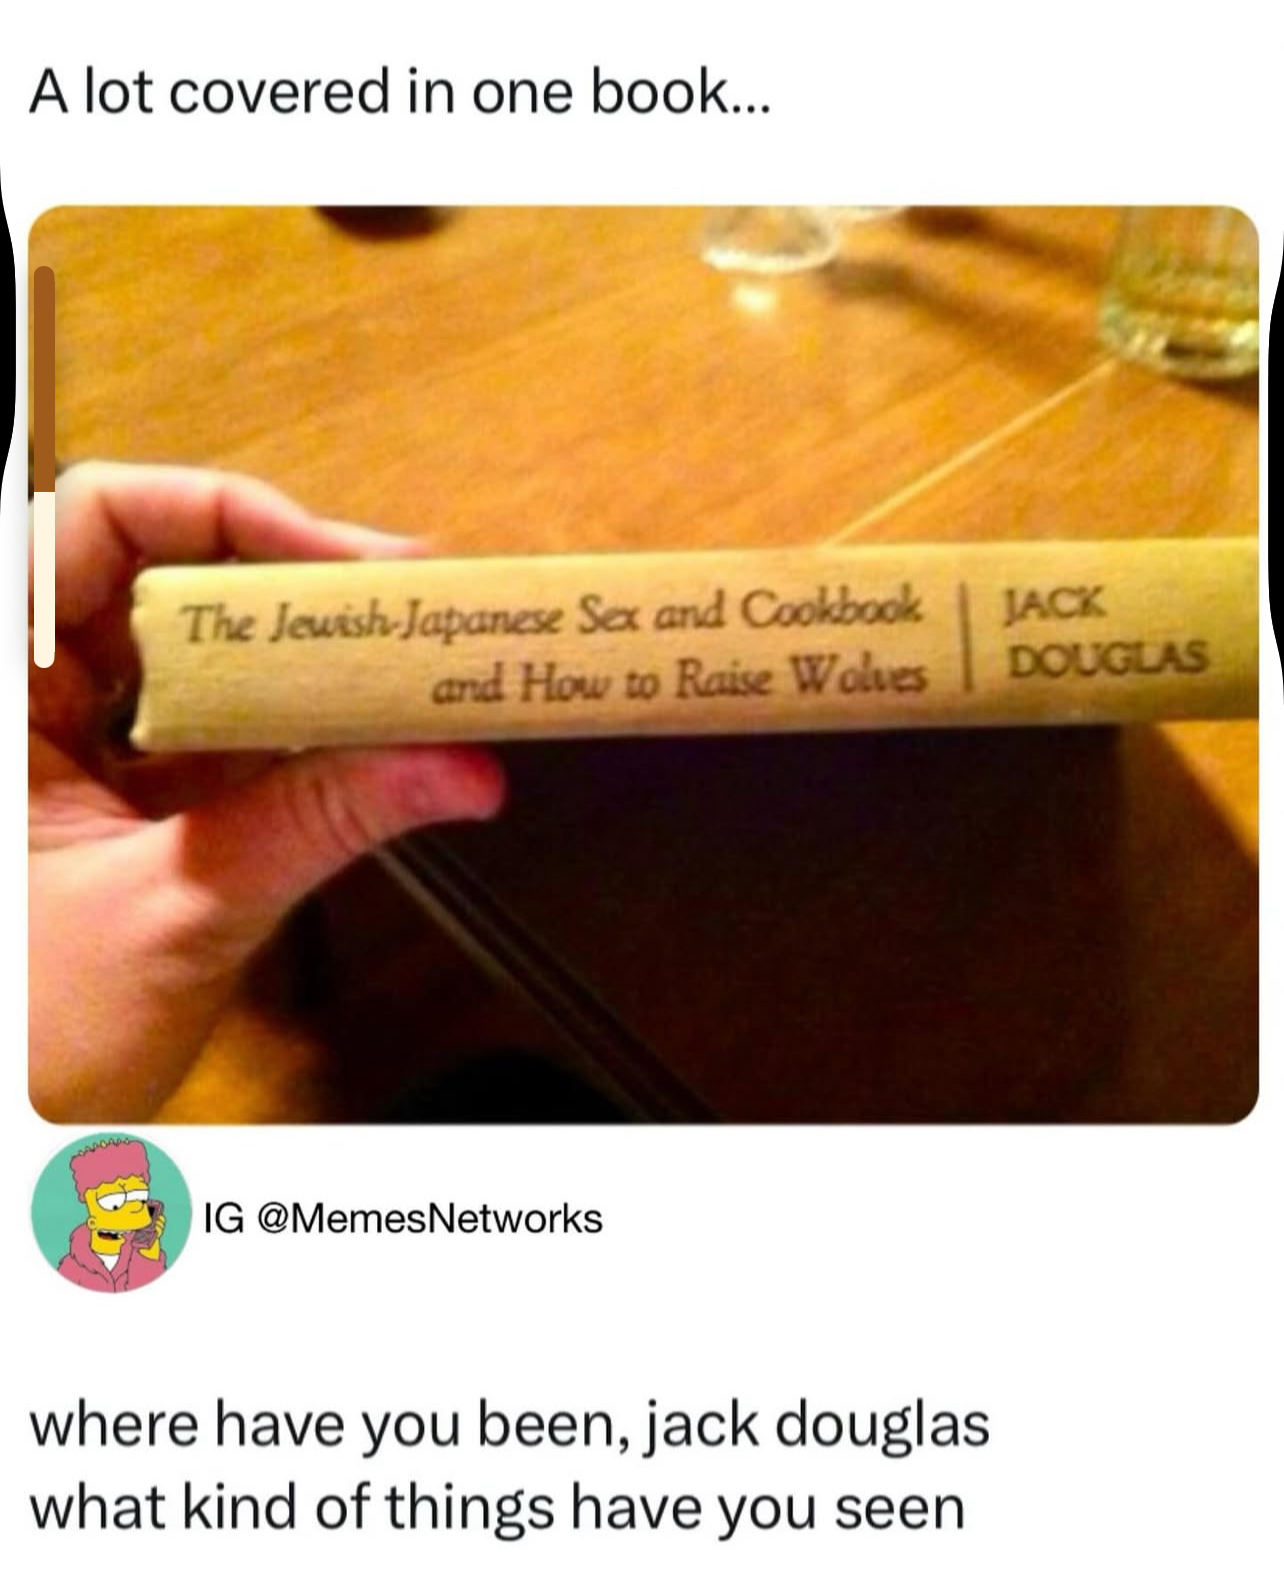 A lot covered in one book...
The Jewish-Japanese Sex and Cookbook
and How to Raise Wolves
JACK
DOUGLAS
IG @MemesNetworks
where have you been, jack douglas
what kind of things have you seen